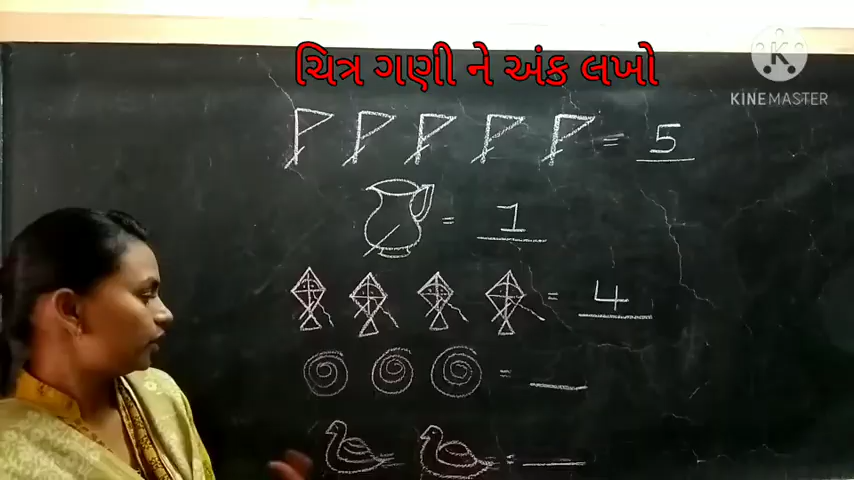 ચિત્ર ગણી ને અંક લખો
K
KINEMASTER
= 5
= 1
= 4
=
=